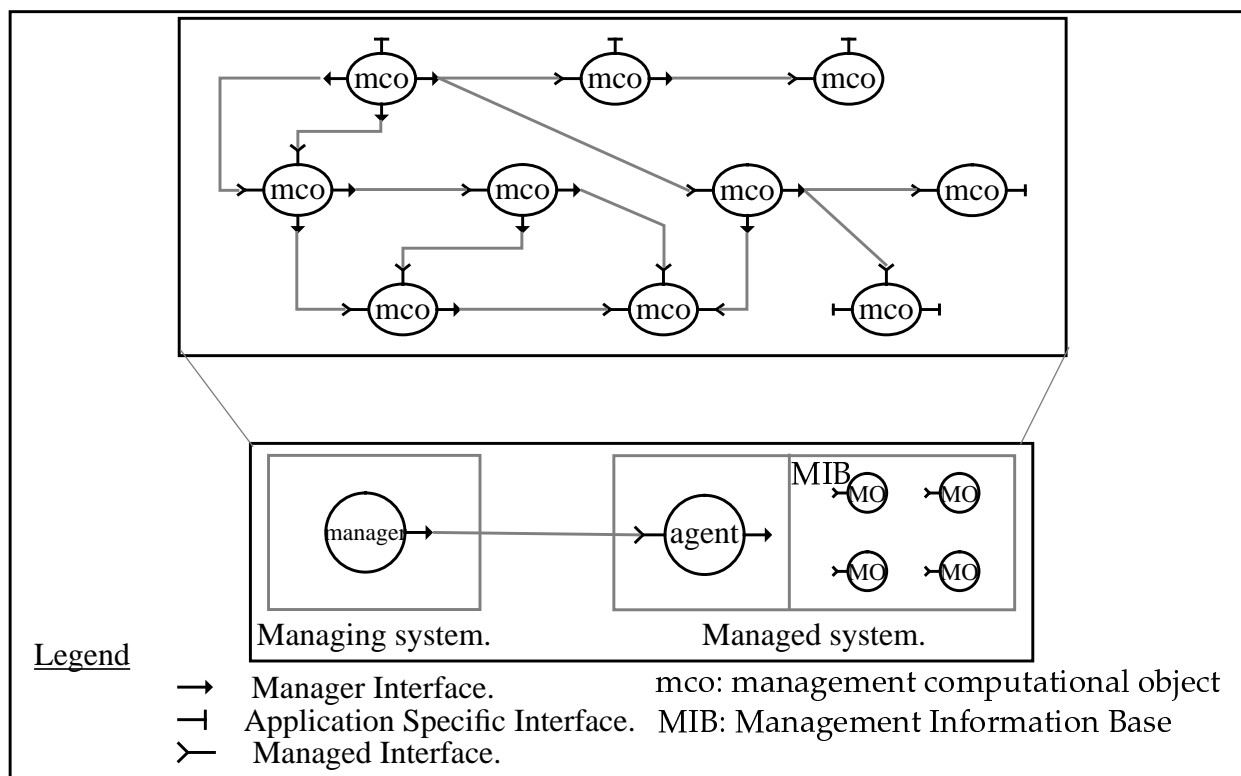 mco mco mco
mco mco mco mco
mco mco mco
MIB
MO MO
manager agent
MO MO
Managing system. Managed system.
Legend
Manager Interface. mco: management computational object
Application Specific Interface. MIB: Management Information Base
Managed Interface.